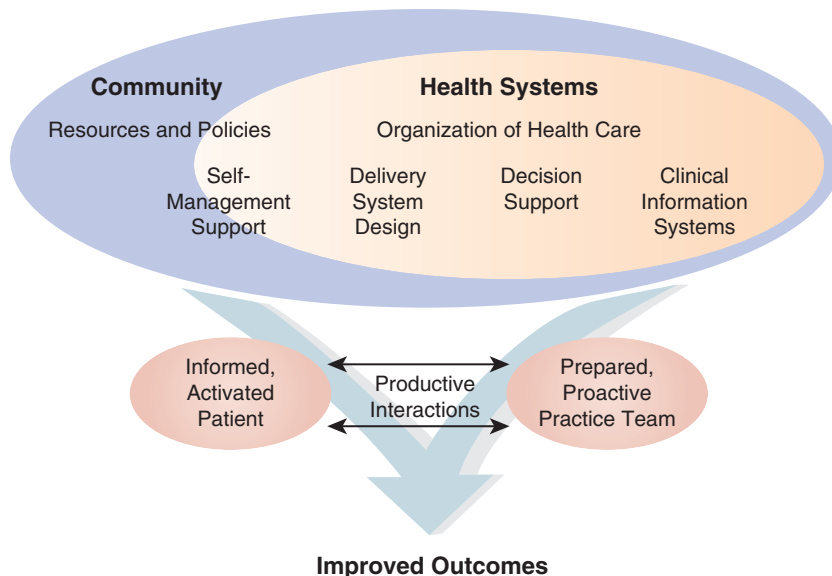 Community
Health Systems
Resources and Policies
Organization of Health Care
Self-
Management
Support
Delivery
System
Design
Decision
Support
Clinical
Information
Systems
Informed,
Activated
Patient
Productive
Interactions
Prepared,
Proactive
Practice Team
Improved Outcomes